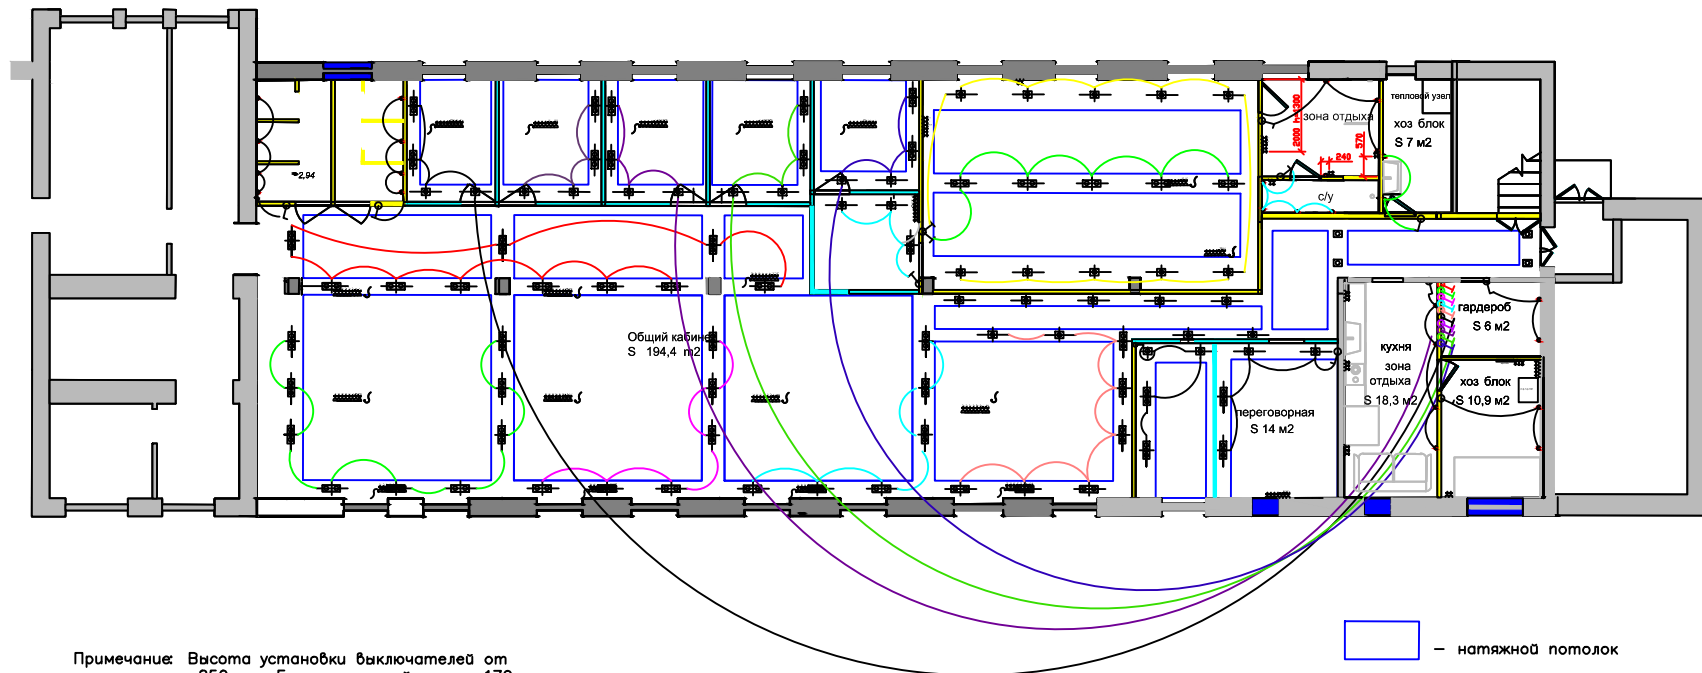 тепловой узел
зона отдыха
хоз блок
S 7 м2
2000 h=1300
570
240
-2,94
с/у
гардероб
S 6 м2
Общий кабине
S 194,4 m2
кухня
зона
отдыха
S 18,3 м2
хоз блок
S 10,9 м2
переговорная
S 14 м2
– натяжной потолок
Примечание: Высота установки выключателей от